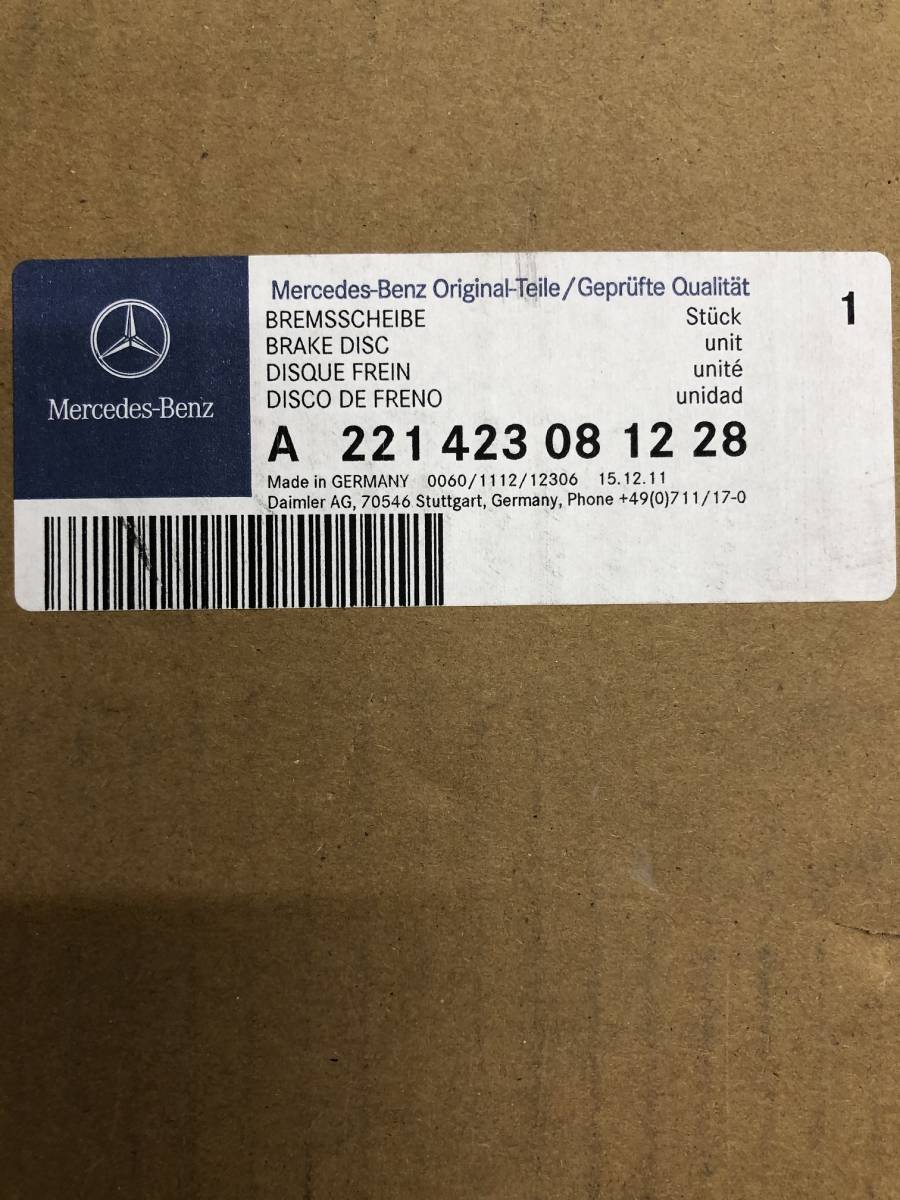 Mercedes-Benz
Mercedes-Benz Original-Teile/Geprüfte Qualität
BREMSSCHEIBE Stück 1
BRAKE DISC unit
DISQUE FREIN unité
DISCO DE FRENO unidad
A 221 423 08 12 28
Made in GERMANY 0060/1112/12306 15.12.11
Daimler AG, 70546 Stuttgart, Germany, Phone +49(0)711/17-0